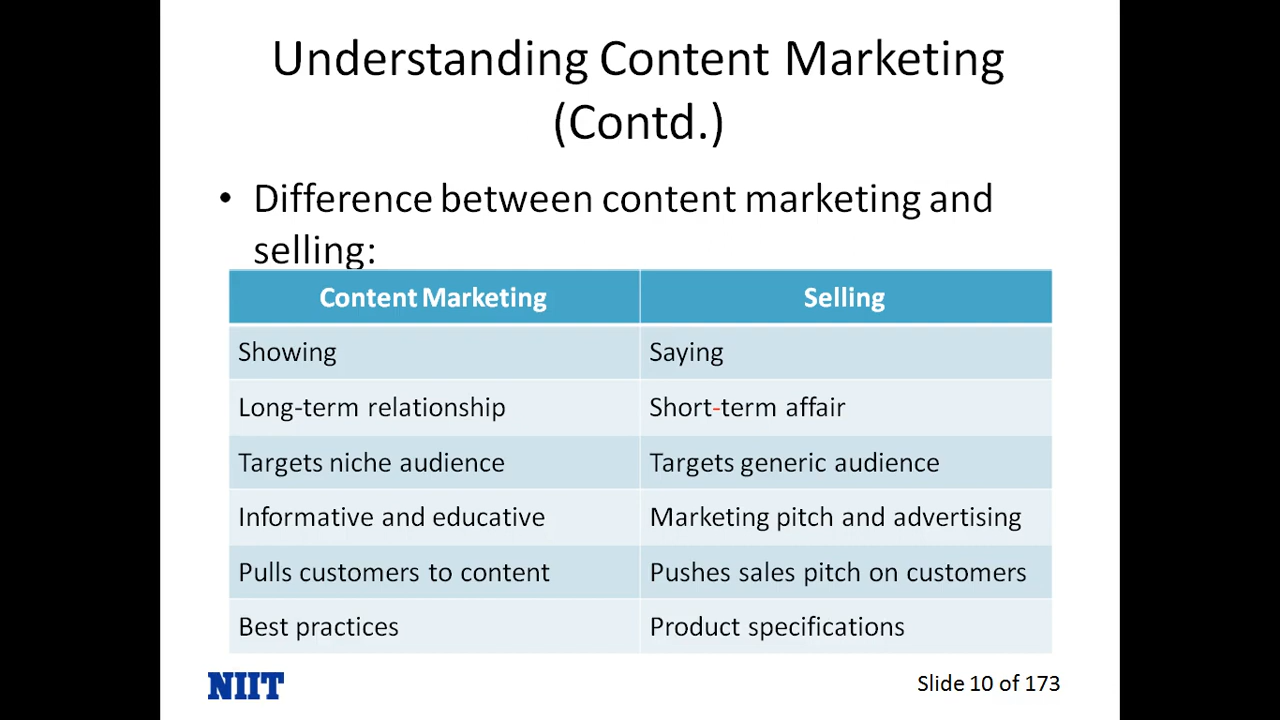 Understanding Content Marketing
(Contd.)
• Difference between content marketing and
selling:
Content Marketing Selling
Showing Saying
Long-term relationship Short-term affair
Targets niche audience Targets generic audience
Informative and educative Marketing pitch and advertising
Pulls customers to content Pushes sales pitch on customers
Best practices Product specifications
NIIT Slide 10 of 173